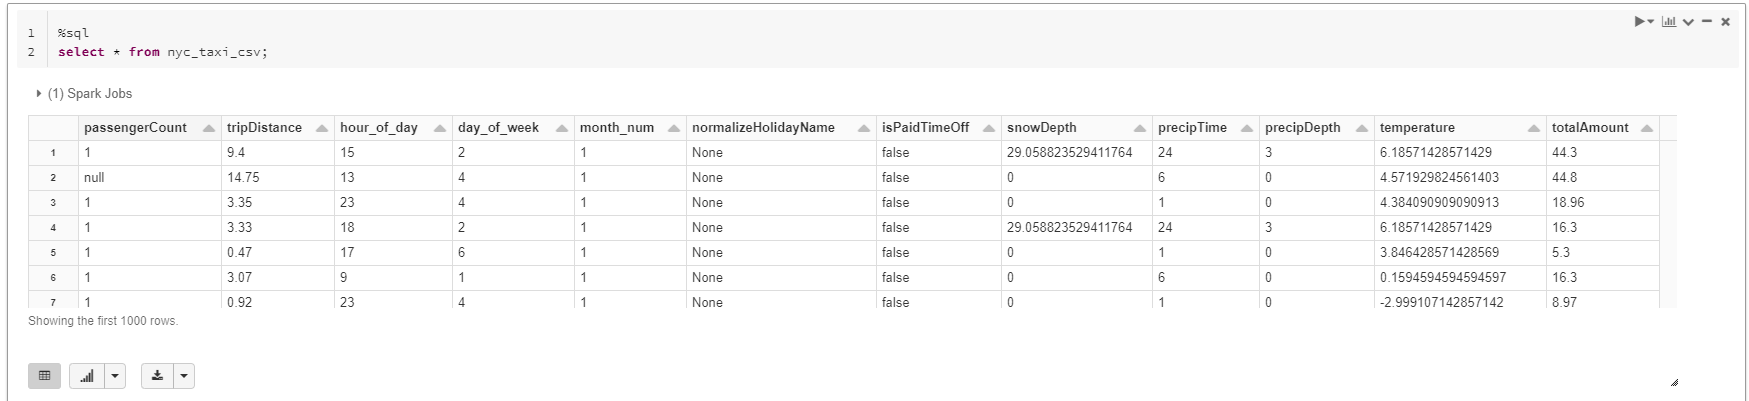 1 %sql
2 select * from nyc_taxi_csv;
(1) Spark Jobs
passengerCount tripDistance hour_of_day day_of_week month_num normalizeHolidayName isPaidTimeOff snowDepth precipTime precipDepth temperature totalAmount
1 1 9.4 15 2 1 None false 29.058823529411764 24 3 6.18571428571429 44.3
2 null 14.75 13 4 1 None false 0 6 0 4.571929824561403 44.8
3 1 3.35 23 4 1 None false 0 1 0 4.384090909090913 18.96
4 1 3.33 18 2 1 None false 29.058823529411764 24 3 6.18571428571429 16.3
5 1 0.47 17 6 1 None false 0 1 0 3.846428571428569 5.3
6 1 3.07 9 1 1 None false 0 6 0 0.1594594594594597 16.3
7 1 0.92 23 4 1 None false 0 1 0 -2.999107142857142 8.97
Showing the first 1000 rows.